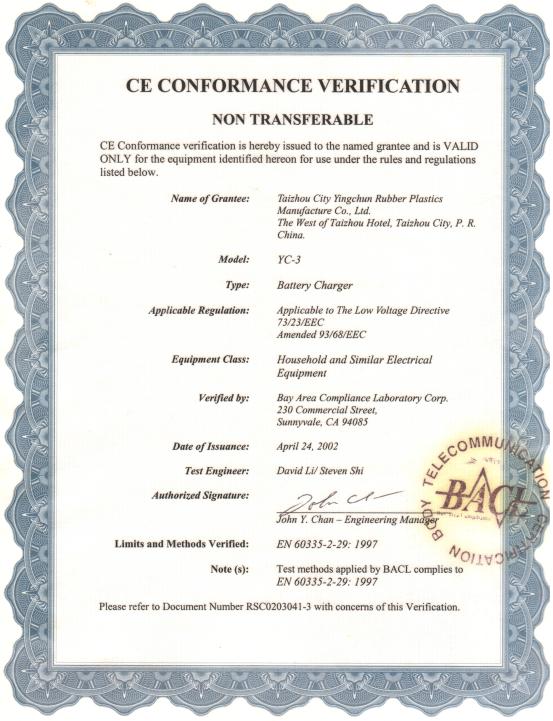 CE CONFORMANCE VERIFICATION
NON TRANSFERABLE
CE Conformance verification is hereby issued to the named grantee and is VALID
ONLY for the equipment identified hereon for use under the rules and regulations
listed below.
Name of Grantee: Taizhou City Yingchun Rubber Plastics
Manufacture Co., Ltd.
The West of Taizhou Hotel, Taizhou City, P. R.
China.
Model: YC-3
Type: Battery Charger
Applicable Regulation: Applicable to The Low Voltage Directive
73/23/EEC
Amended 93/68/EEC
Equipment Class: Household and Similar Electrical
Equipment
Verified by: Bay Area Compliance Laboratory Corp.
230 Commercial Street,
Sunnyvale, CA 94085
Date of Issuance: April 24, 2002
Test Engineer: David Li/ Steven Shi
Authorized Signature:
John Y. Chan – Engineering Manager
TELECOMMUNICATION CERTIFICATION BODY
BACL
Limits and Methods Verified: EN 60335-2-29: 1997
Note (s): Test methods applied by BACL complies to
EN 60335-2-29: 1997
Please refer to Document Number RSC0203041-3 with concerns of this Verification.